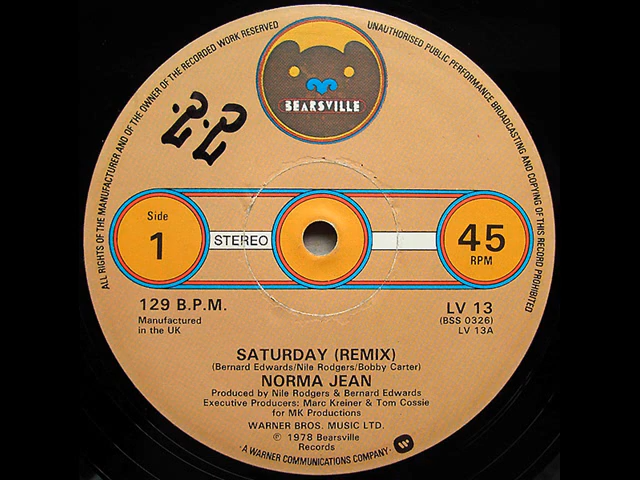 ALL RIGHTS OF THE MANUFACTURER AND OF THE OWNER OF THE RECORDED WORK RESERVED
UNAUTHORISED PUBLIC PERFORMANCE BROADCASTING AND COPYING OF THIS RECORD PROHIBITED
BEARSVILLE
2·2
Side
1
STEREO
45
RPM
129 B.P.M.
Manufactured
in the UK
LV 13
(BSS 0326)
LV 13A
SATURDAY (REMIX)
(Bernard Edwards/Nile Rodgers/Bobby Carter)
NORMA JEAN
Produced by Nile Rodgers & Bernard Edwards
Executive Producers: Marc Kreiner & Tom Cossie
for MK Productions
WARNER BROS. MUSIC LTD.
℗ 1978 Bearsville
Records
· A WARNER COMMUNICATIONS COMPANY ·